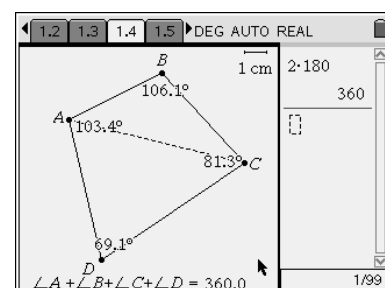 1.2 1.3 1.4 1.5 DEG AUTO REAL
B
1 cm
106.1°
A
103.4°
81.3°
C
69.1°
D
∠A+∠B+∠C+∠D = 360.0
2·180
360
1/99